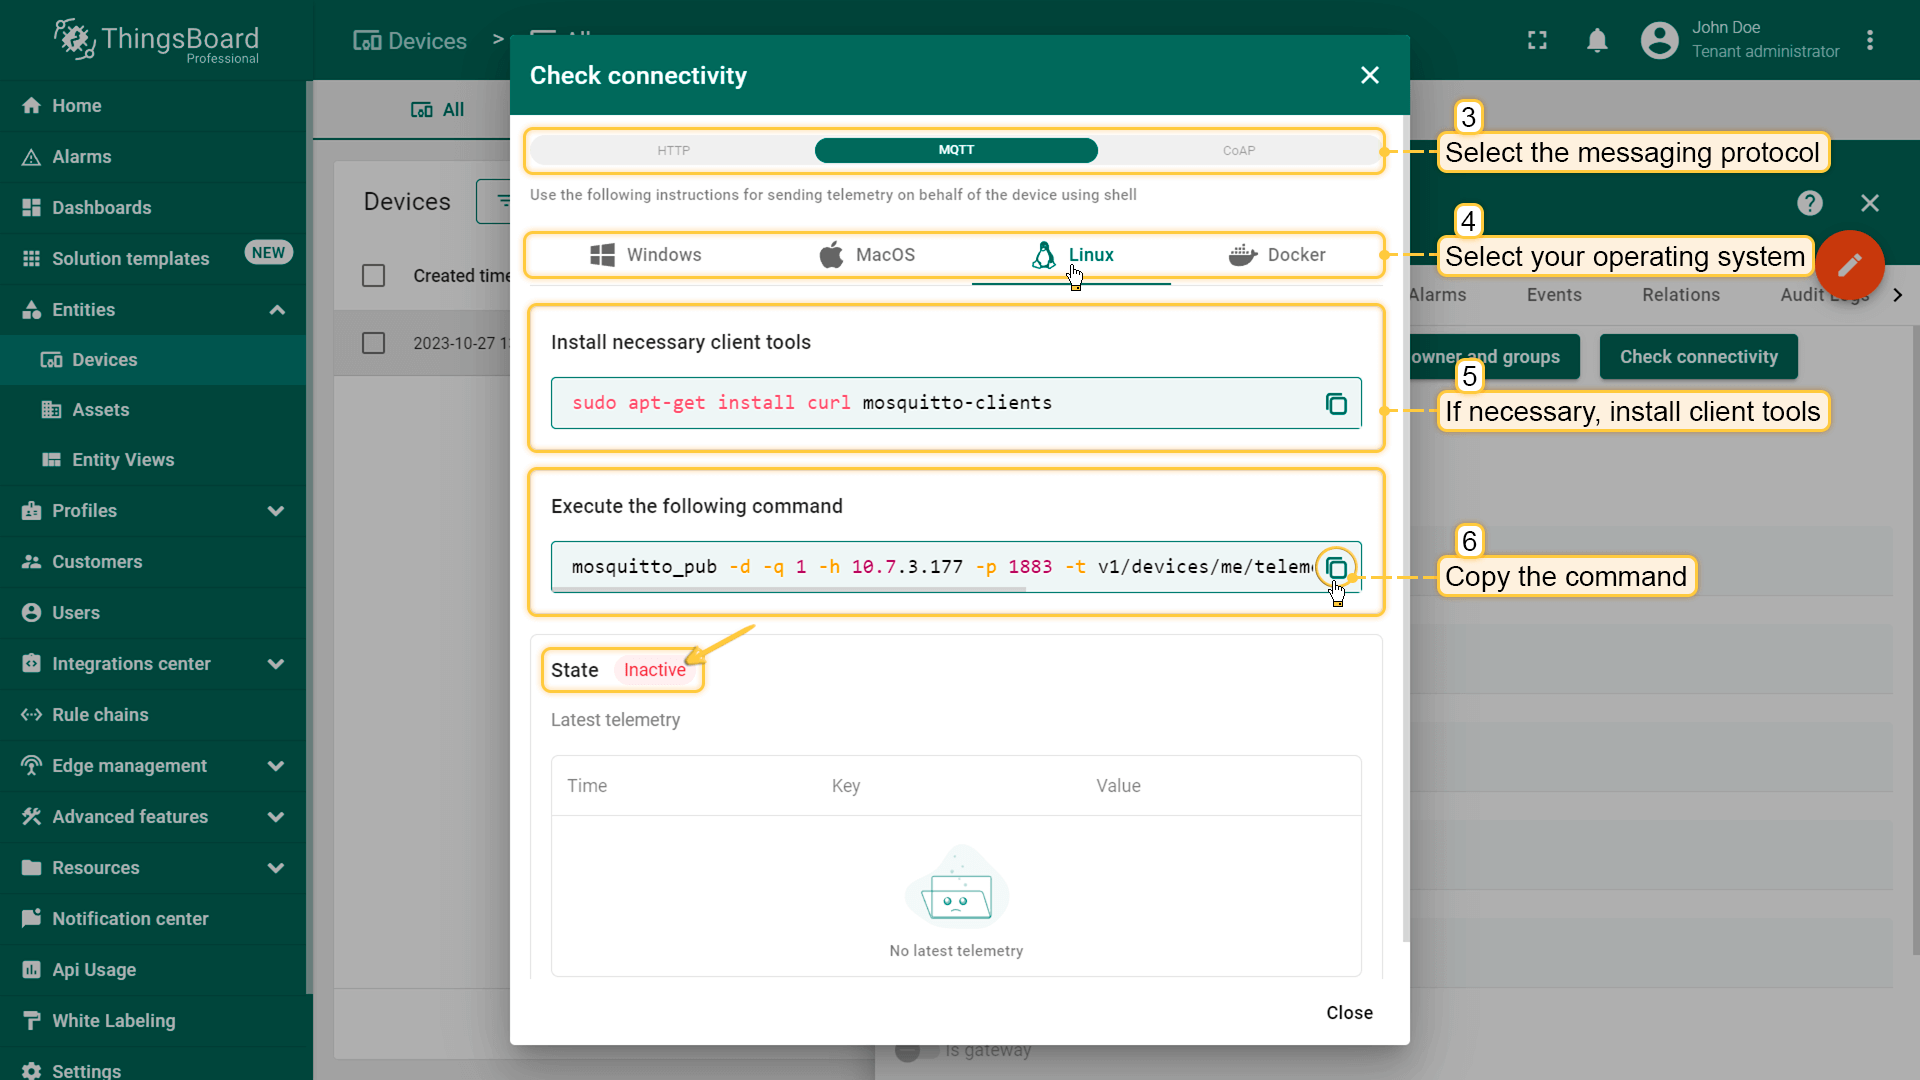 ThingsBoard
Professional
Devices
>
All
John Doe
Tenant administrator
Home
Alarms
Dashboards
Solution templates
NEW
Entities
Devices
Assets
Entity Views
Profiles
Customers
Users
Integrations center
Rule chains
Edge management
Advanced features
Resources
Notification center
Api Usage
White Labeling
Settings
All
Devices
Created time
2023-10-27 1
Check connectivity
HTTP
MQTT
CoAP
Use the following instructions for sending telemetry on behalf of the device using shell
Windows
MacOS
Linux
Docker
Install necessary client tools
sudo apt-get install curl mosquitto-clients
Execute the following command
mosquitto_pub -d -q 1 -h 10.7.3.177 -p 1883 -t v1/devices/me/telem
State
Inactive
Latest telemetry
Time
Key
Value
No latest telemetry
Close
3
Select the messaging protocol
4
Select your operating system
Alarms
Events
Relations
Audit Logs
owner and groups
Check connectivity
5
If necessary, install client tools
6
Copy the command
Is gateway